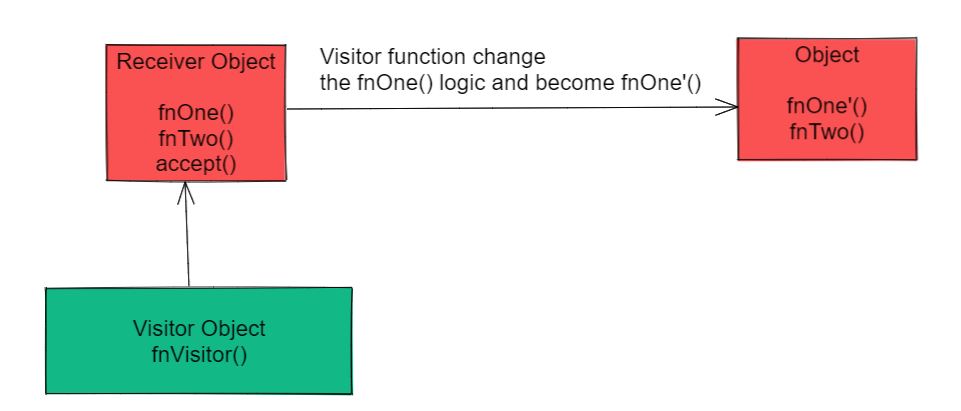 Receiver Object
fnOne()
fnTwo()
accept()
Visitor function change
the fnOne() logic and become fnOne'()
Object
fnOne'()
fnTwo()
Visitor Object
fnVisitor()